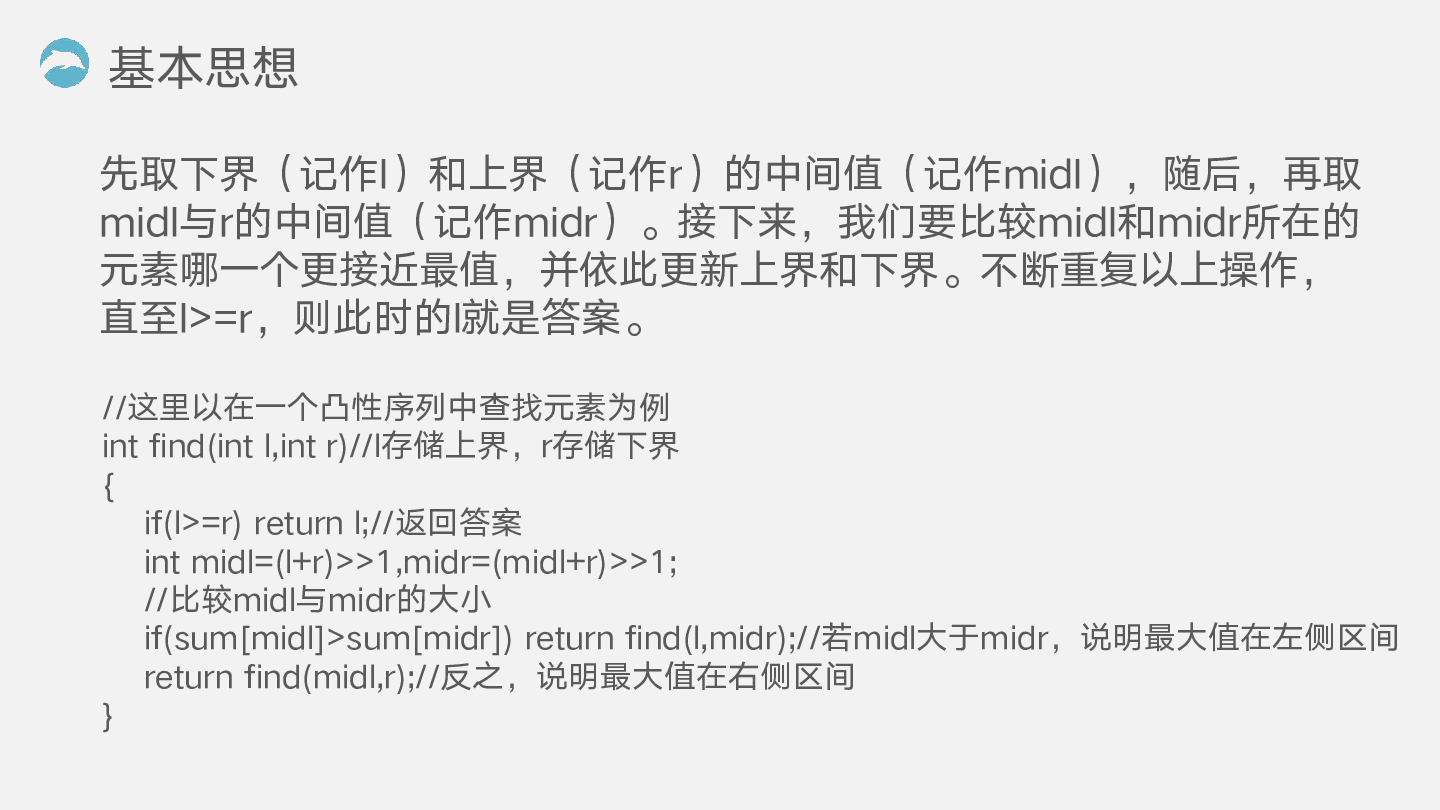 基本思想
先取下界（记作l）和上界（记作r）的中间值（记作midl），随后，再取
midl与r的中间值（记作midr）。接下来，我们要比较midl和midr所在的
元素哪一个更接近最值，并依此更新上界和下界。不断重复以上操作，
直至l>=r，则此时的l就是答案。
//这里以在一个凸性序列中查找元素为例
int find(int l,int r)//l存储上界，r存储下界
{
if(l>=r) return l;//返回答案
int midl=(l+r)>>1,midr=(midl+r)>>1;
//比较midl与midr的大小
if(sum[midl]>sum[midr]) return find(l,midr);//若midl大于midr，说明最大值在左侧区间
return find(midl,r);//反之，说明最大值在右侧区间
}